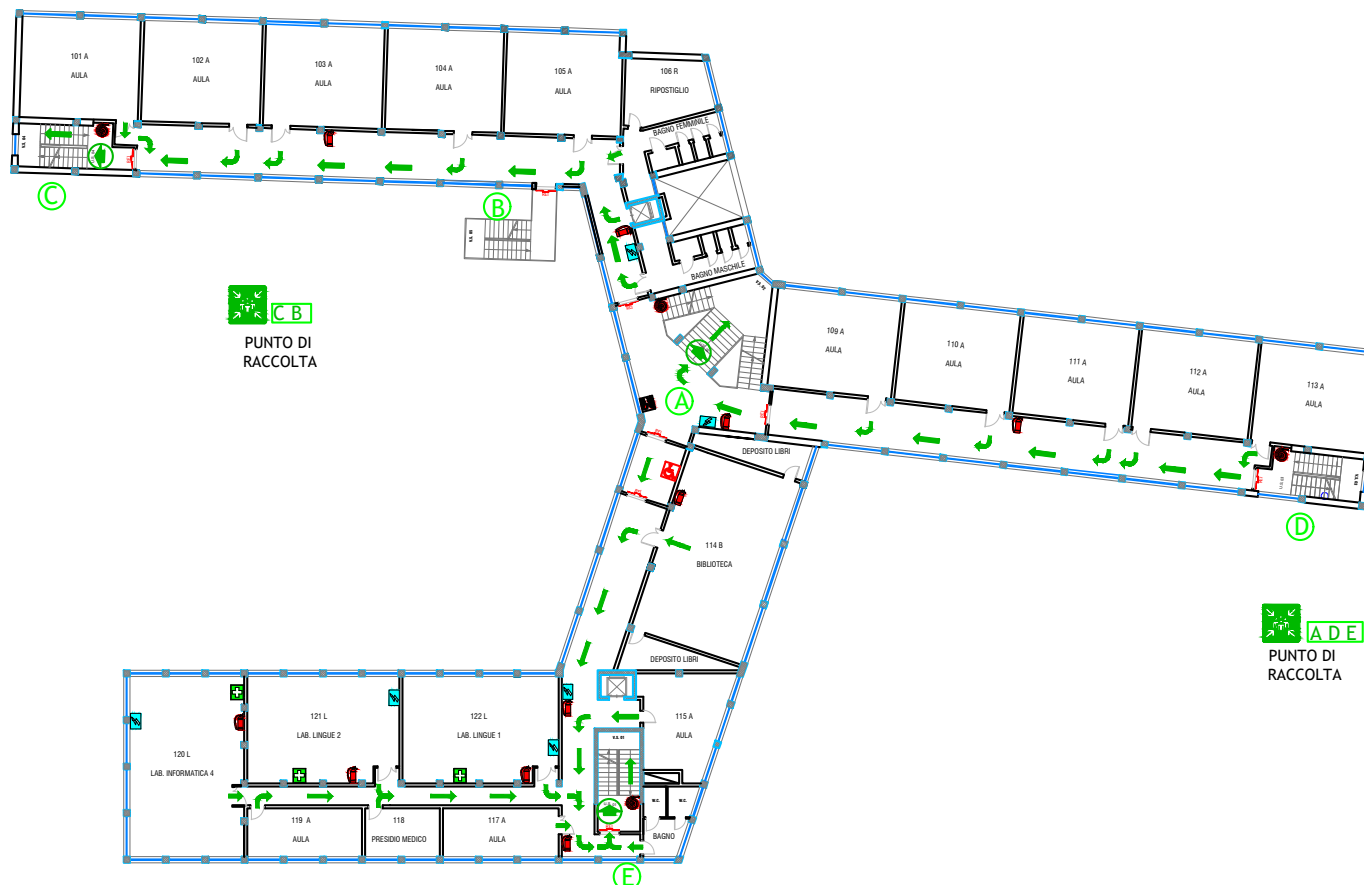 101 A
AULA
102 A
AULA
103 A
AULA
104 A
AULA
105 A
AULA
106 R
RIPOSTIGLIO
BAGNO FEMMINILE
BAGNO MASCHILE
C
B
C B
PUNTO DI
RACCOLTA
A
109 A
AULA
110 A
AULA
111 A
AULA
112 A
AULA
113 A
AULA
D
DEPOSITO LIBRI
114 B
BIBLIOTECA
DEPOSITO LIBRI
A D E
PUNTO DI
RACCOLTA
115 A
AULA
120 L
LAB. INFORMATICA 4
121 L
LAB. LINGUE 2
122 L
LAB. LINGUE 1
119 A
AULA
118
PRESIDIO MEDICO
117 A
AULA
W.C.
W.C.
BAGNO
E